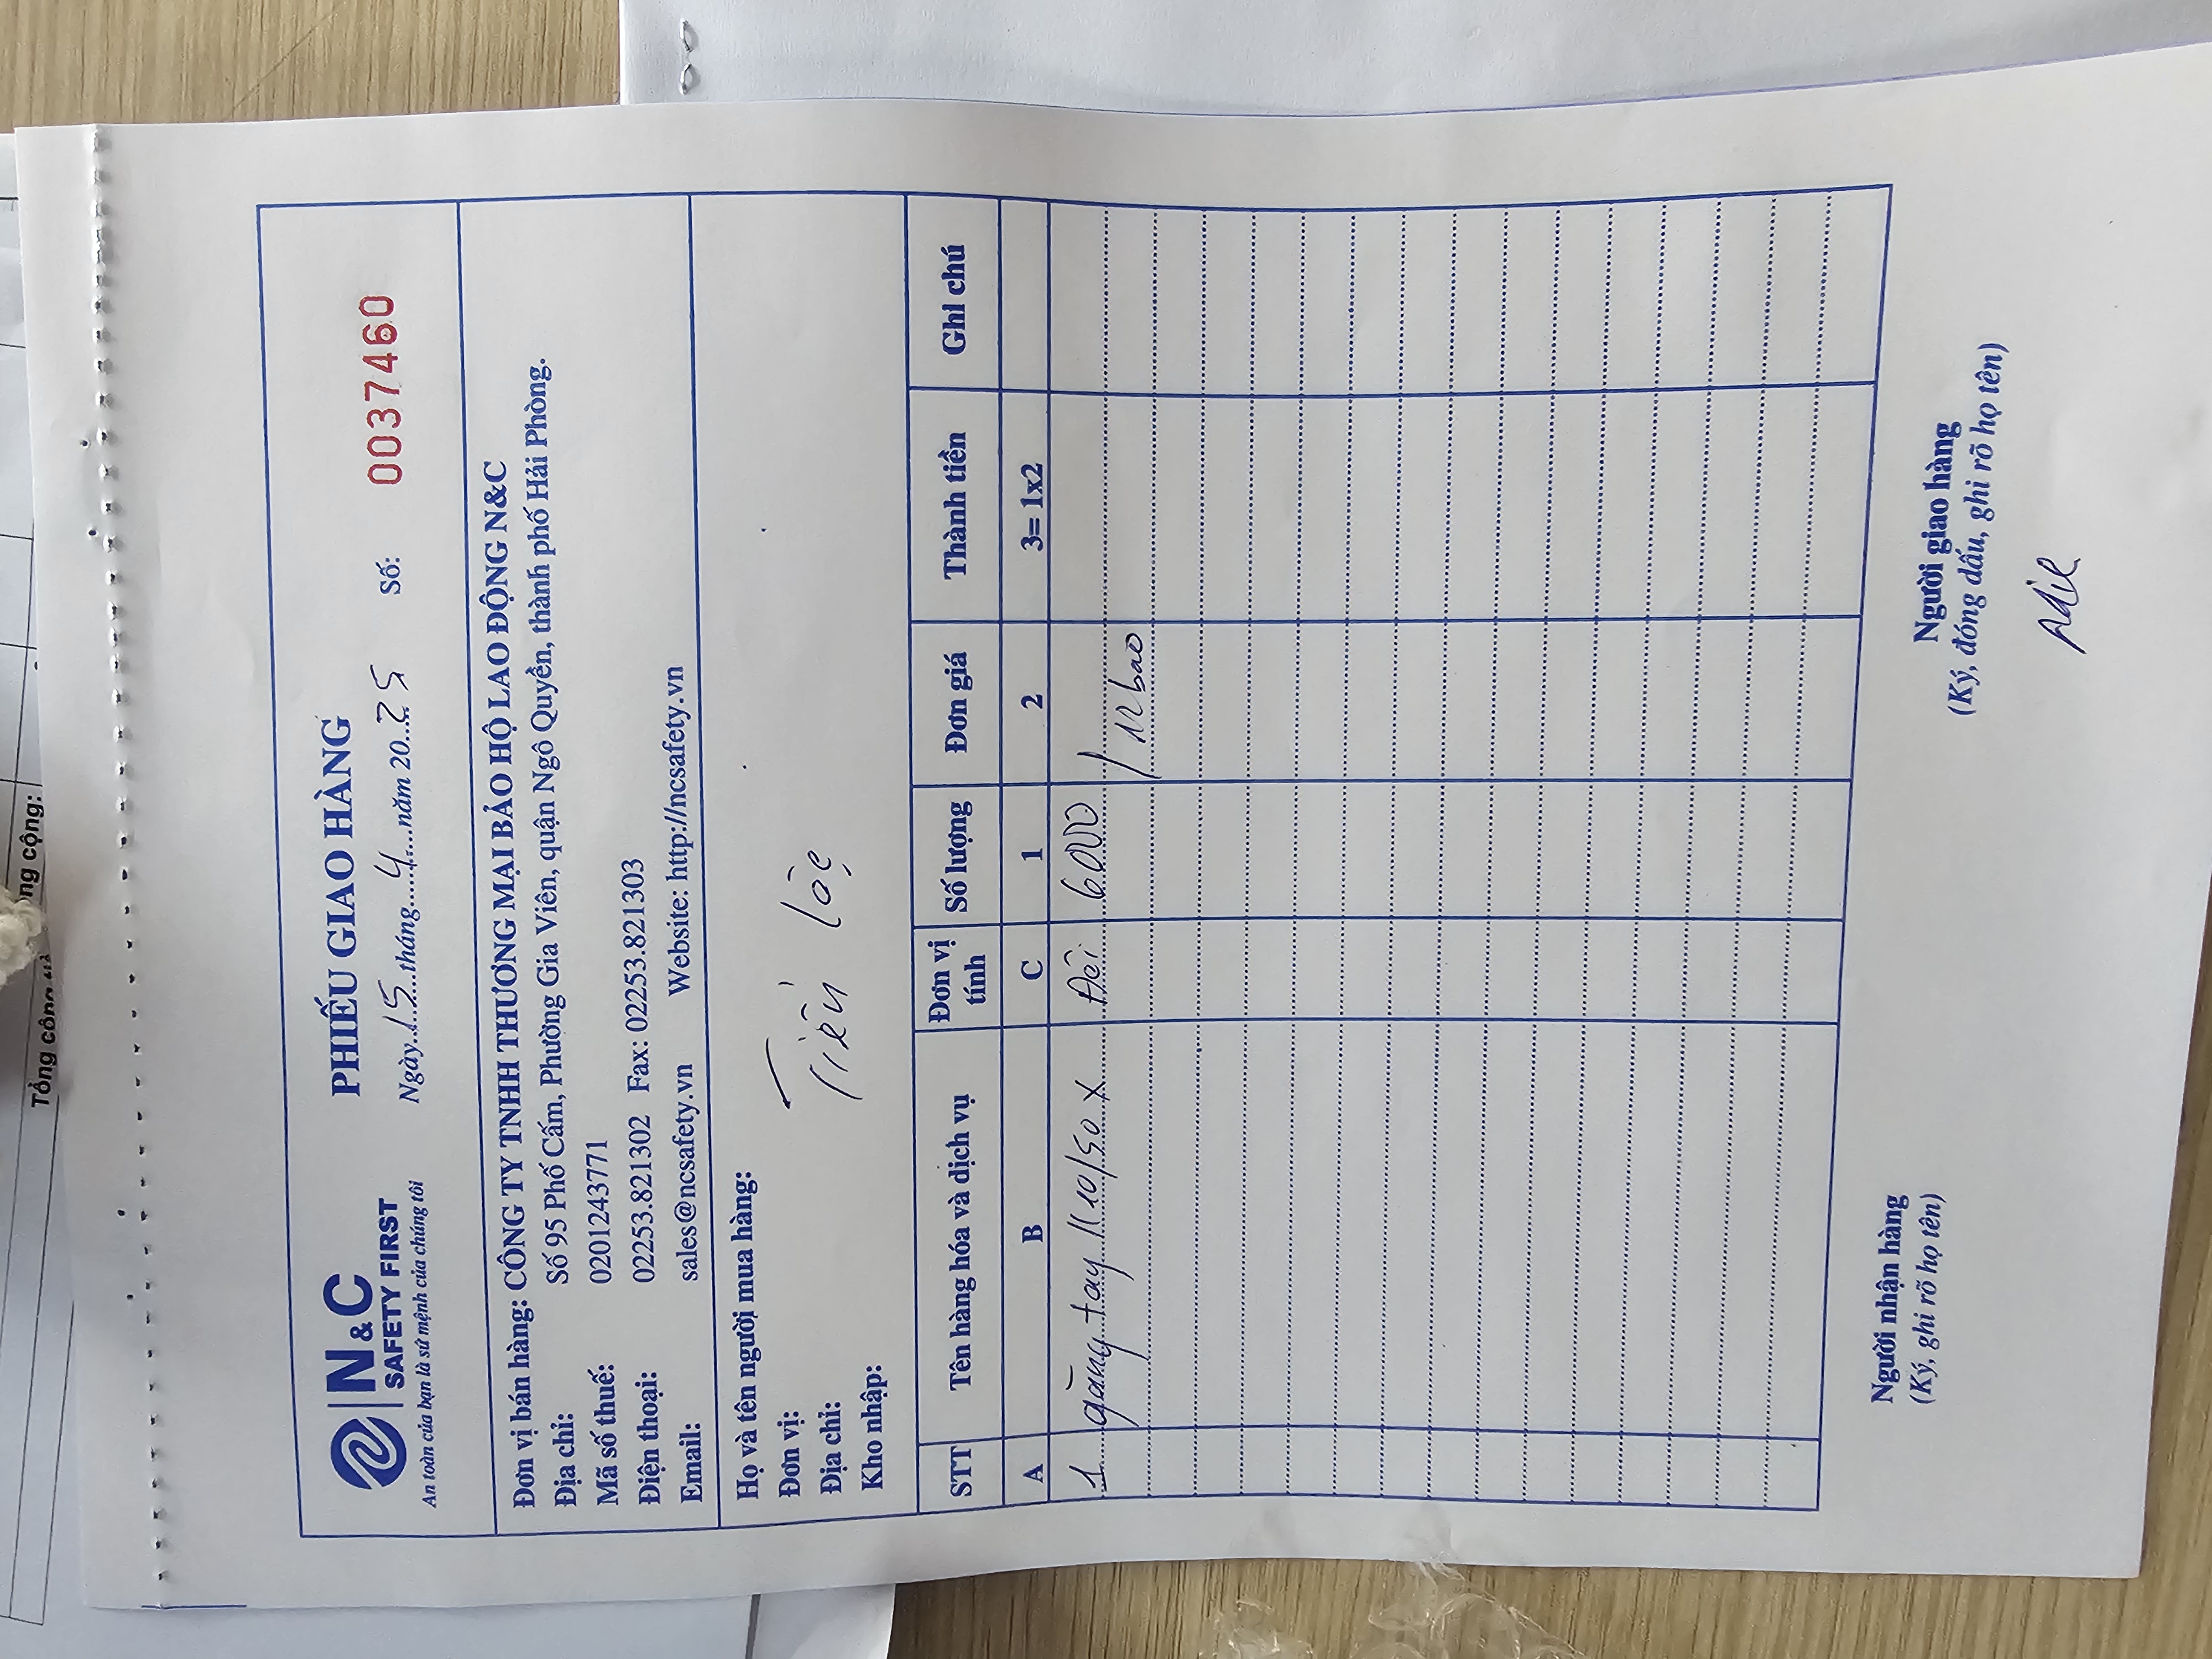 N&C
SAFETY FIRST
An toàn của bạn là sứ mệnh của chúng tôi
PHIẾU GIAO HÀNG
Ngày...15...tháng...4...năm 20...25 Số: 0037460
Đơn vị bán hàng: CÔNG TY TNHH THƯƠNG MẠI BẢO HỘ LAO ĐỘNG N&C
Địa chỉ: Số 95 Phố Cấm, Phường Gia Viên, quận Ngô Quyền, thành phố Hải Phòng.
Mã số thuế: 0201243771
Điện thoại: 02253.821302 Fax: 02253.821303
Email: sales@ncsafety.vn Website: http://ncsafety.vn
Họ và tên người mua hàng:
Đơn vị: Tiến Lộc
Địa chỉ:
Kho nhập:
STT Tên hàng hóa và dịch vụ Đơn vị tính Số lượng Đơn giá Thành tiền Ghi chú
A B C 1 2 3= 1x2
1 găng tay 10/50 x Đôi 6000
bao
Người nhận hàng Người giao hàng
(Ký, ghi rõ họ tên) (Ký, đóng dấu, ghi rõ họ tên)
Tổng cộng: